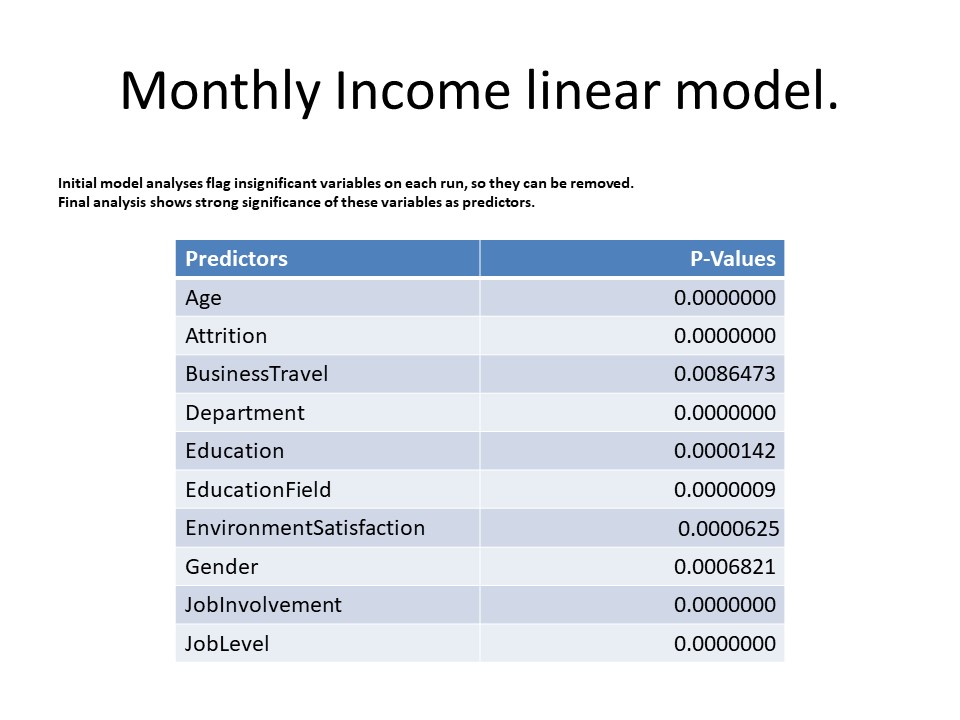 Monthly Income linear model.
Initial model analyses flag insignificant variables on each run, so they can be removed.
Final analysis shows strong significance of these variables as predictors.
Predictors P-Values
Age 0.0000000
Attrition 0.0000000
BusinessTravel 0.0086473
Department 0.0000000
Education 0.0000142
EducationField 0.0000009
EnvironmentSatisfaction 0.0000625
Gender 0.0006821
JobInvolvement 0.0000000
JobLevel 0.0000000